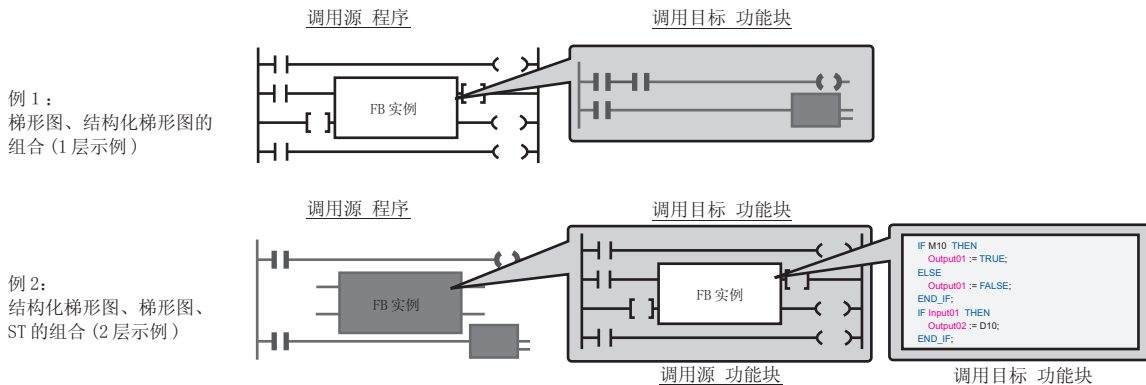 调用源 程序
调用目标 功能块
例 1：
梯形图、结构化梯形图的
组合 (1 层示例 )
FB 实例
调用源 程序
调用目标 功能块
例 2：
结构化梯形图、梯形图、
ST 的组合 (2 层示例 )
FB 实例
FB 实例
IF M10 THEN
Output01 := TRUE;
ELSE
Output01 := FALSE;
END_IF;
IF Input01 THEN
Output02 := D10;
END_IF;
调用源 功能块
调用目标 功能块